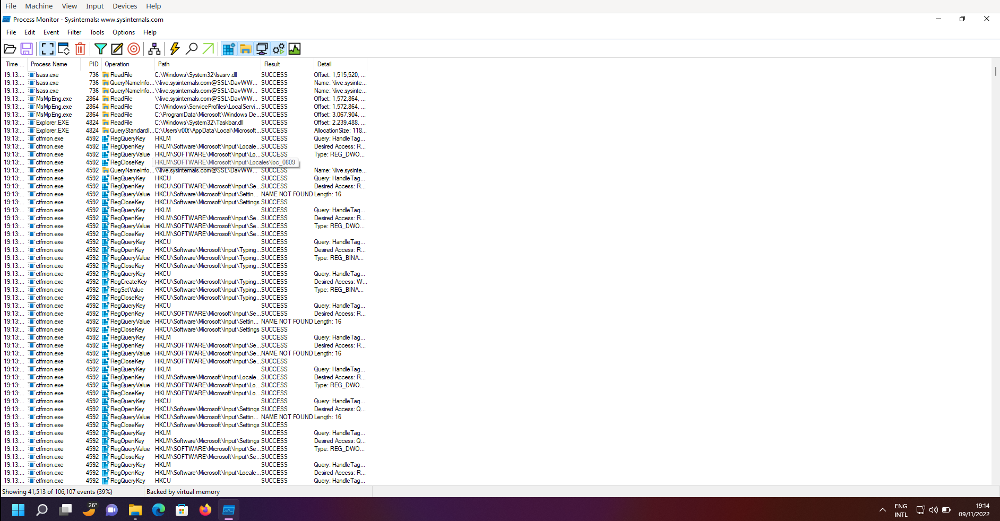 File Machine View Input Devices Help
Process Monitor - Sysinternals: www.sysinternals.com
File Edit Event Filter Tools Options Help
Time ... Process Name PID Operation Path Result Detail
19:13:... lsass.exe 736 ReadFile C:\Windows\System32\lsasrv.dll SUCCESS Offset: 1,515,520, ...
19:13:... lsass.exe 736 QueryNameInfo... \\live.sysinternals.com@SSL\DavWW... SUCCESS Name: \live.sysinte...
19:13:... lsass.exe 736 QueryNameInfo... \\live.sysinternals.com@SSL\DavWW... SUCCESS Name: \live.sysinte...
19:13:... MsMpEng.exe 2864 ReadFile \\live.sysinternals.com@SSL\DavWW... SUCCESS Offset: 1,572,864, ...
19:13:... MsMpEng.exe 2864 ReadFile C:\Windows\ServiceProfiles\LocalServi... SUCCESS Offset: 1,572,864, ...
19:13:... MsMpEng.exe 2864 ReadFile C:\ProgramData\Microsoft\Windows De... SUCCESS Offset: 3,067,904, ...
19:13:... Explorer.EXE 4824 ReadFile C:\Windows\System32\Taskbar.dll SUCCESS Offset: 2,239,488, ...
19:13:... Explorer.EXE 4824 QueryStandardI... C:\Users\r00t\AppData\Local\Microsoft... SUCCESS AllocationSize: 118...
19:13:... ctfmon.exe 4592 RegQueryKey HKLM SUCCESS Query: HandleTag...
19:13:... ctfmon.exe 4592 RegOpenKey HKLM\Software\Microsoft\Input\Locale... SUCCESS Desired Access: R...
19:13:... ctfmon.exe 4592 RegQueryValue HKLM\SOFTWARE\Microsoft\Input\Lo... SUCCESS Type: REG_DWO...
19:13:... ctfmon.exe 4592 RegCloseKey HKLM\SOFTWARE\Microsoft\Input\Locales\loc_0809
19:13:... ctfmon.exe 4592 QueryNameInfo... \\live.sysinternals.com@SSL\DavWW... SUCCESS Name: \live.sysinte...
19:13:... ctfmon.exe 4592 RegQueryKey HKCU SUCCESS Query: HandleTag...
19:13:... ctfmon.exe 4592 RegOpenKey HKCU\SOFTWARE\Microsoft\Input\Se... SUCCESS Desired Access: R...
19:13:... ctfmon.exe 4592 RegQueryValue HKCU\Software\Microsoft\Input\Settin... NAME NOT FOUND Length: 16
19:13:... ctfmon.exe 4592 RegCloseKey HKCU\Software\Microsoft\Input\Settings SUCCESS
19:13:... ctfmon.exe 4592 RegQueryKey HKLM SUCCESS Query: HandleTag...
19:13:... ctfmon.exe 4592 RegOpenKey HKLM\SOFTWARE\Microsoft\Input\Se... SUCCESS Desired Access: R...
19:13:... ctfmon.exe 4592 RegQueryValue HKLM\SOFTWARE\Microsoft\Input\Se... SUCCESS Type: REG_DWO...
19:13:... ctfmon.exe 4592 RegCloseKey HKLM\SOFTWARE\Microsoft\Input\Se... SUCCESS
19:13:... ctfmon.exe 4592 RegQueryKey HKCU SUCCESS Query: HandleTag...
19:13:... ctfmon.exe 4592 RegOpenKey HKCU\Software\Microsoft\Input\Typing... SUCCESS Desired Access: R...
19:13:... ctfmon.exe 4592 RegQueryValue HKCU\Software\Microsoft\Input\Typing... SUCCESS Type: REG_BINA...
19:13:... ctfmon.exe 4592 RegCloseKey HKCU\Software\Microsoft\Input\Typing... SUCCESS
19:13:... ctfmon.exe 4592 RegQueryKey HKCU SUCCESS Query: HandleTag...
19:13:... ctfmon.exe 4592 RegCreateKey HKCU\Software\Microsoft\Input\Typing... SUCCESS Desired Access: W...
19:13:... ctfmon.exe 4592 RegSetValue HKCU\Software\Microsoft\Input\Typing... SUCCESS Type: REG_BINA...
19:13:... ctfmon.exe 4592 RegCloseKey HKCU\Software\Microsoft\Input\Typing... SUCCESS
19:13:... ctfmon.exe 4592 RegQueryKey HKCU SUCCESS Query: HandleTag...
19:13:... ctfmon.exe 4592 RegOpenKey HKCU\SOFTWARE\Microsoft\Input\Se... SUCCESS Desired Access: R...
19:13:... ctfmon.exe 4592 RegQueryValue HKCU\Software\Microsoft\Input\Settin... NAME NOT FOUND Length: 16
19:13:... ctfmon.exe 4592 RegCloseKey HKCU\Software\Microsoft\Input\Settings SUCCESS
19:13:... ctfmon.exe 4592 RegQueryKey HKLM SUCCESS Query: HandleTag...
19:13:... ctfmon.exe 4592 RegOpenKey HKLM\SOFTWARE\Microsoft\Input\Se... SUCCESS Desired Access: R...
19:13:... ctfmon.exe 4592 RegQueryValue HKLM\SOFTWARE\Microsoft\Input\Se... NAME NOT FOUND Length: 16
19:13:... ctfmon.exe 4592 RegCloseKey HKLM\SOFTWARE\Microsoft\Input\Se... SUCCESS
19:13:... ctfmon.exe 4592 RegQueryKey HKLM SUCCESS Query: HandleTag...
19:13:... ctfmon.exe 4592 RegOpenKey HKLM\Software\Microsoft\Input\Locale... SUCCESS Desired Access: R...
19:13:... ctfmon.exe 4592 RegQueryValue HKLM\SOFTWARE\Microsoft\Input\Lo... SUCCESS Type: REG_DWO...
19:13:... ctfmon.exe 4592 RegCloseKey HKLM\SOFTWARE\Microsoft\Input\Lo... SUCCESS
19:13:... ctfmon.exe 4592 RegQueryKey HKCU SUCCESS Query: HandleTag...
19:13:... ctfmon.exe 4592 RegOpenKey HKCU\Software\Microsoft\Input\Settings SUCCESS Desired Access: Q...
19:13:... ctfmon.exe 4592 RegQueryValue HKCU\Software\Microsoft\Input\Settin... NAME NOT FOUND Length: 16
19:13:... ctfmon.exe 4592 RegCloseKey HKCU\Software\Microsoft\Input\Settings SUCCESS
19:13:... ctfmon.exe 4592 RegQueryKey HKLM SUCCESS Query: HandleTag...
19:13:... ctfmon.exe 4592 RegOpenKey HKLM\Software\Microsoft\Input\Settings SUCCESS Desired Access: Q...
19:13:... ctfmon.exe 4592 RegQueryValue HKLM\SOFTWARE\Microsoft\Input\Se... SUCCESS Type: REG_DWO...
19:13:... ctfmon.exe 4592 RegCloseKey HKLM\SOFTWARE\Microsoft\Input\Se... SUCCESS
19:13:... ctfmon.exe 4592 RegQueryKey HKLM SUCCESS Query: HandleTag...
19:13:... ctfmon.exe 4592 RegOpenKey HKLM\Software\Microsoft\Input\Locale... SUCCESS Desired Access: R...
19:13:... ctfmon.exe 4592 RegQueryKey HKCU SUCCESS Query: HandleTag...
Showing 41,513 of 106,107 events (39%) Backed by virtual memory
26°
ENG
INTL
19:14
09/11/2022